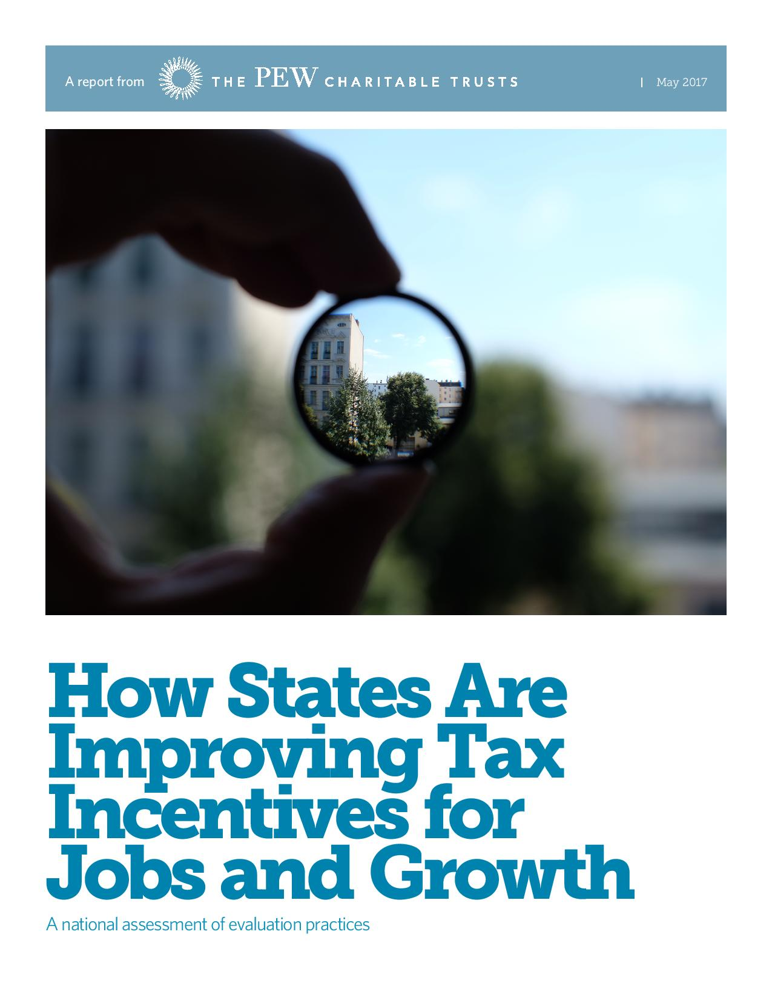 A report from THE PEW CHARITABLE TRUSTS | May 2017
How States Are
Improving Tax
Incentives for
Jobs and Growth
A national assessment of evaluation practices